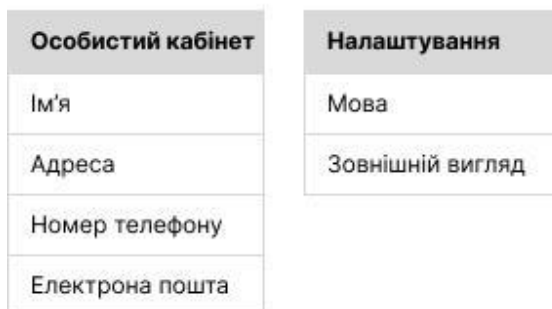 Особистий кабінет
Ім'я
Адреса
Номер телефону
Електрона пошта
Налаштування
Мова
Зовнішній вигляд